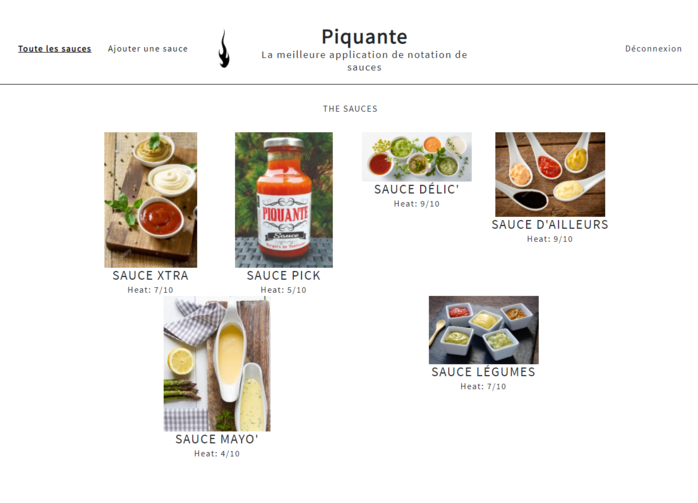 Piquante
Toute les sauces
Ajouter une sauce
La meilleure application de notation de
sauces
Déconnexion
THE SAUCES
PIQUANTE
Sauce
SAUCE XTRA
Heat: 7/10
SAUCE PICK
Heat: 5/10
SAUCE DÉLIC'
Heat: 9/10
SAUCE D'AILLEURS
Heat: 9/10
SAUCE MAYO'
Heat: 4/10
SAUCE LÉGUMES
Heat: 7/10